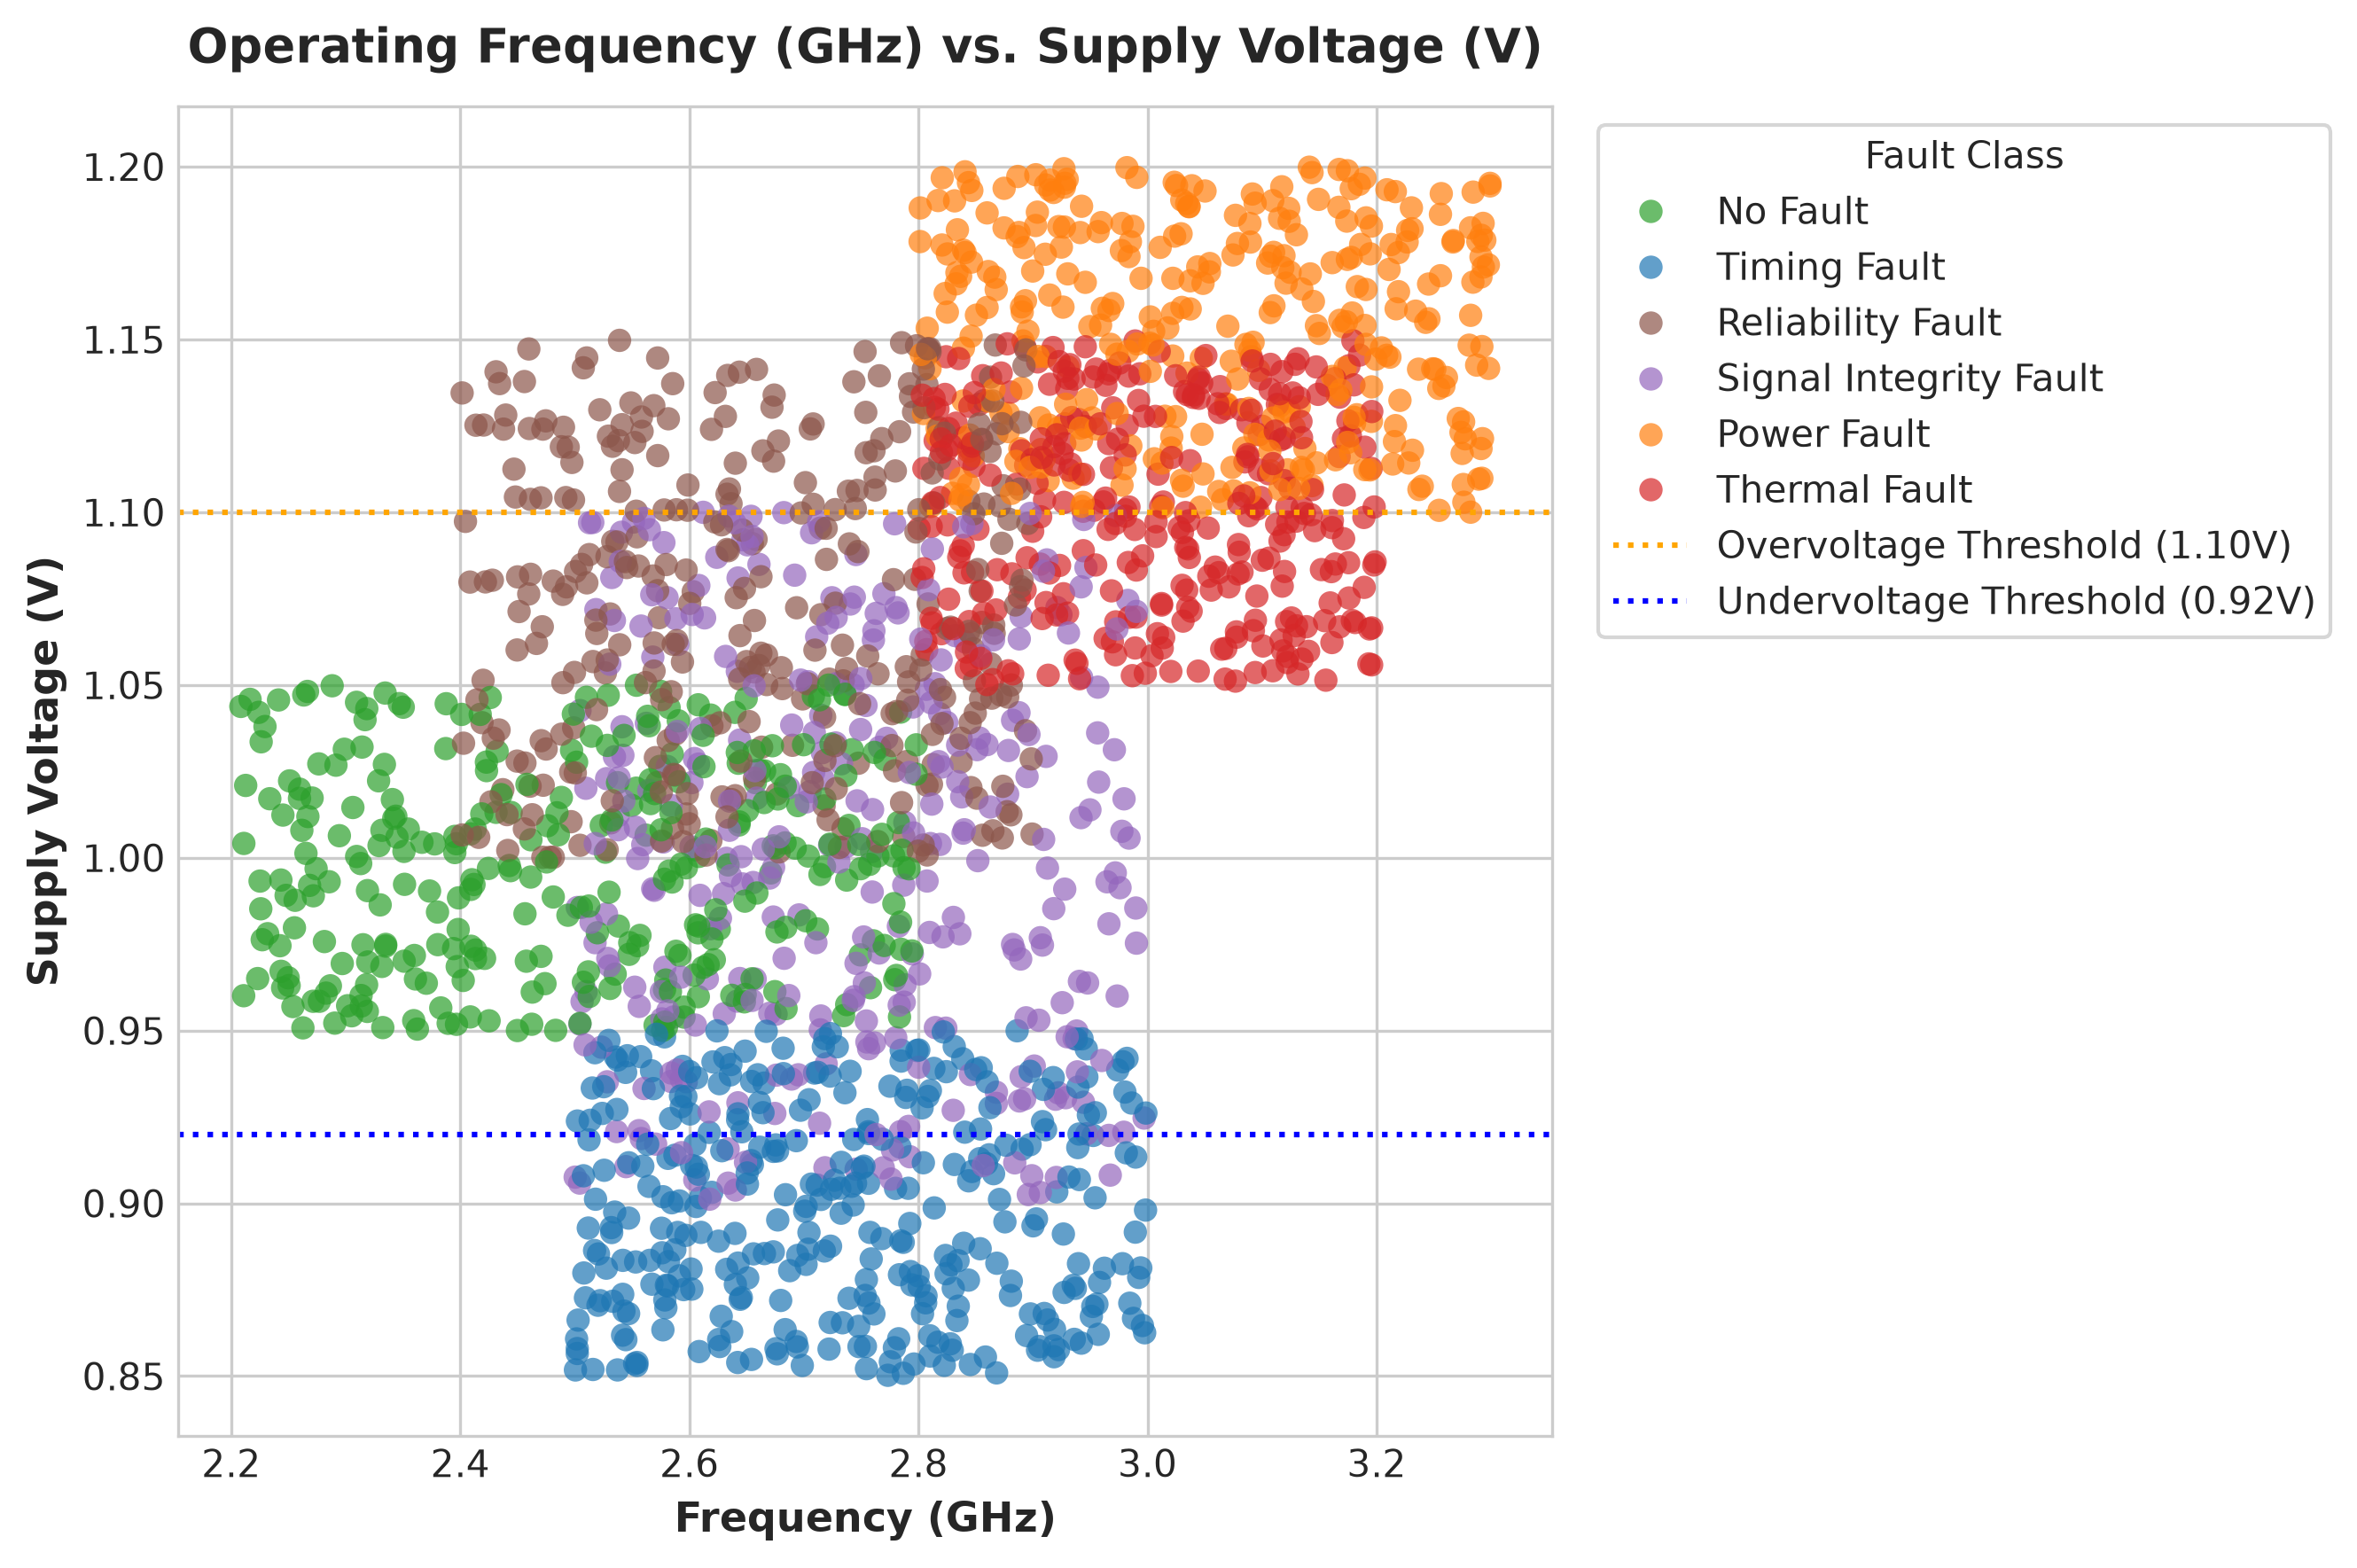 Operating Frequency (GHz) vs. Supply Voltage (V)
Supply Voltage (V)
1.20
1.15
1.10
1.05
1.00
0.95
0.90
0.85
2.2 2.4 2.6 2.8 3.0 3.2
Frequency (GHz)
Fault Class
No Fault
Timing Fault
Reliability Fault
Signal Integrity Fault
Power Fault
Thermal Fault
Overvoltage Threshold (1.10V)
Undervoltage Threshold (0.92V)